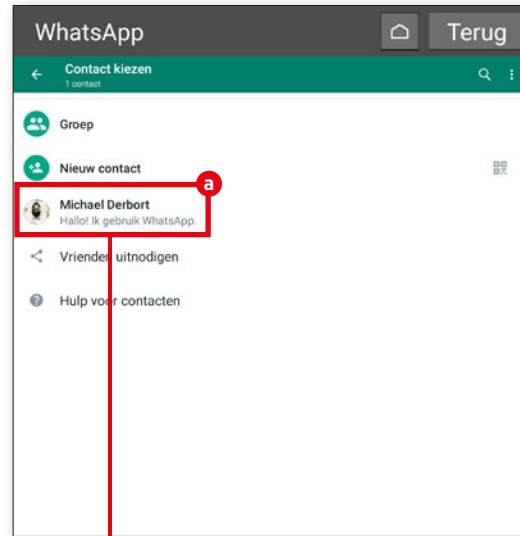 WhatsApp
Terug
Contact kiezen
1 contact
Groep
Nieuw contact
a
Michael Derbort
Hallo! Ik gebruik WhatsApp.
Vrienden uitnodigen
Hulp voor contacten